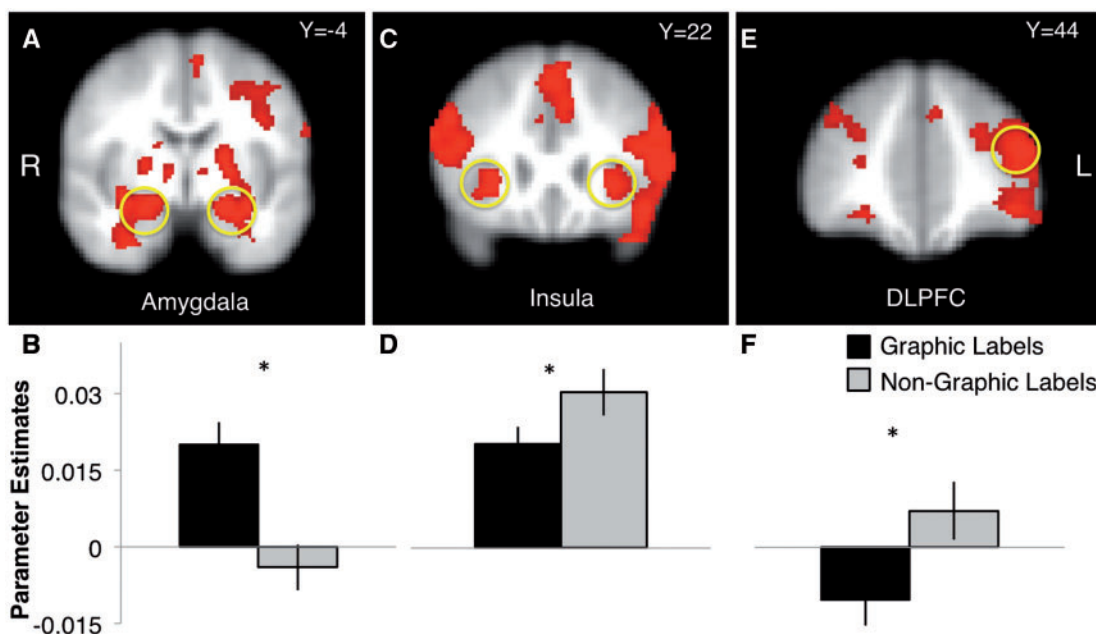 A Y=-4 C Y=22 E Y=44
R L
Amygdala Insula DLPFC
B D F
Graphic Labels
Non-Graphic Labels
* * *
Parameter Estimates
0.03
0.015
0
-0.015